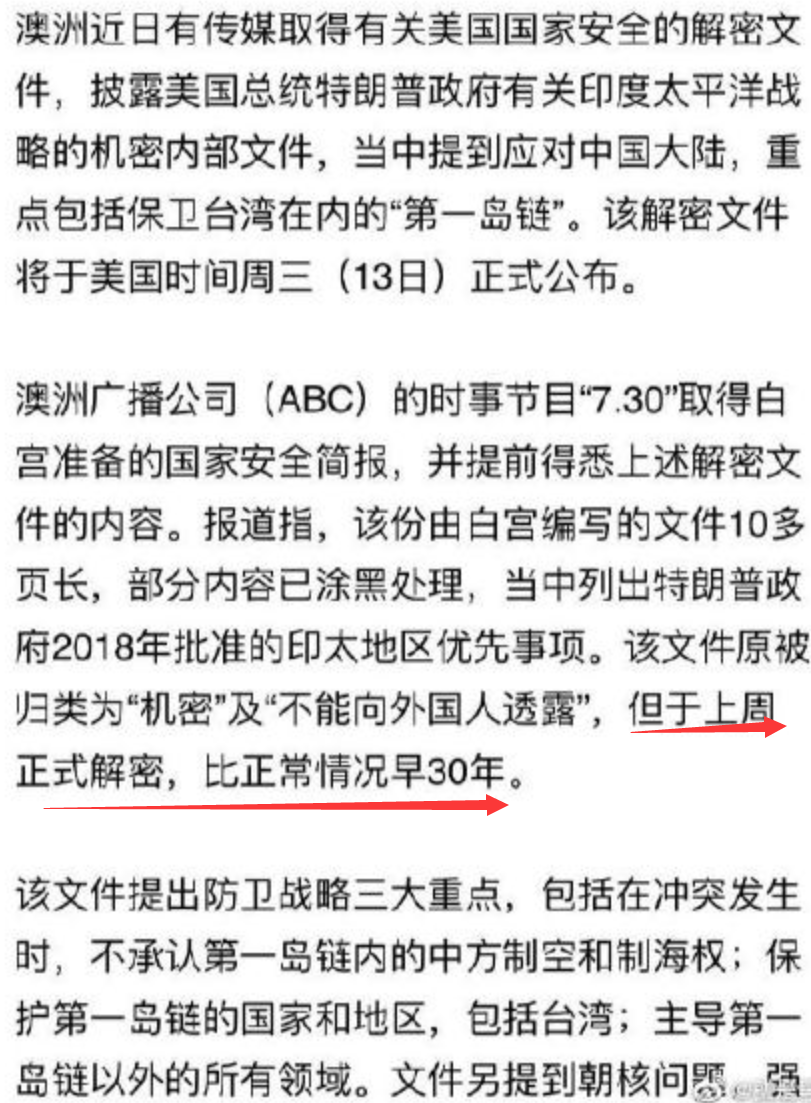 澳洲近日有传媒取得有关美国国家安全的解密文
件，披露美国总统特朗普政府有关印度太平洋战
略的机密内部文件，当中提到应对中国大陆，重
点包括保卫台湾在内的“第一岛链”。该解密文件
将于美国时间周三（13日）正式公布。
澳洲广播公司（ABC）的时事节目“7.30”取得白
宫准备的国家安全简报，并提前得悉上述解密文
件的内容。报道指，该份由白宫编写的文件10多
页长，部分内容已涂黑处理，当中列出特朗普政
府2018年批准的印太地区优先事项。该文件原被
归类为“机密”及“不能向外国人透露”，但于上周
正式解密，比正常情况早30年。
该文件提出防卫战略三大重点，包括在冲突发生
时，不承认第一岛链内的中方制空和制海权；保
护第一岛链的国家和地区，包括台湾；主导第一
岛链以外的所有领域。文件另提到朝核问题，强